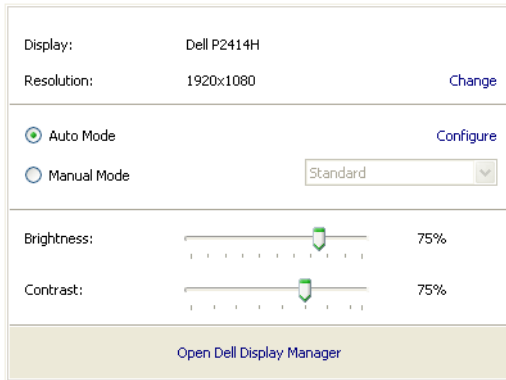 Display: Dell P2414H
Resolution: 1920x1080 Change
Auto Mode Configure
Manual Mode Standard
Brightness: 75%
Contrast: 75%
Open Dell Display Manager